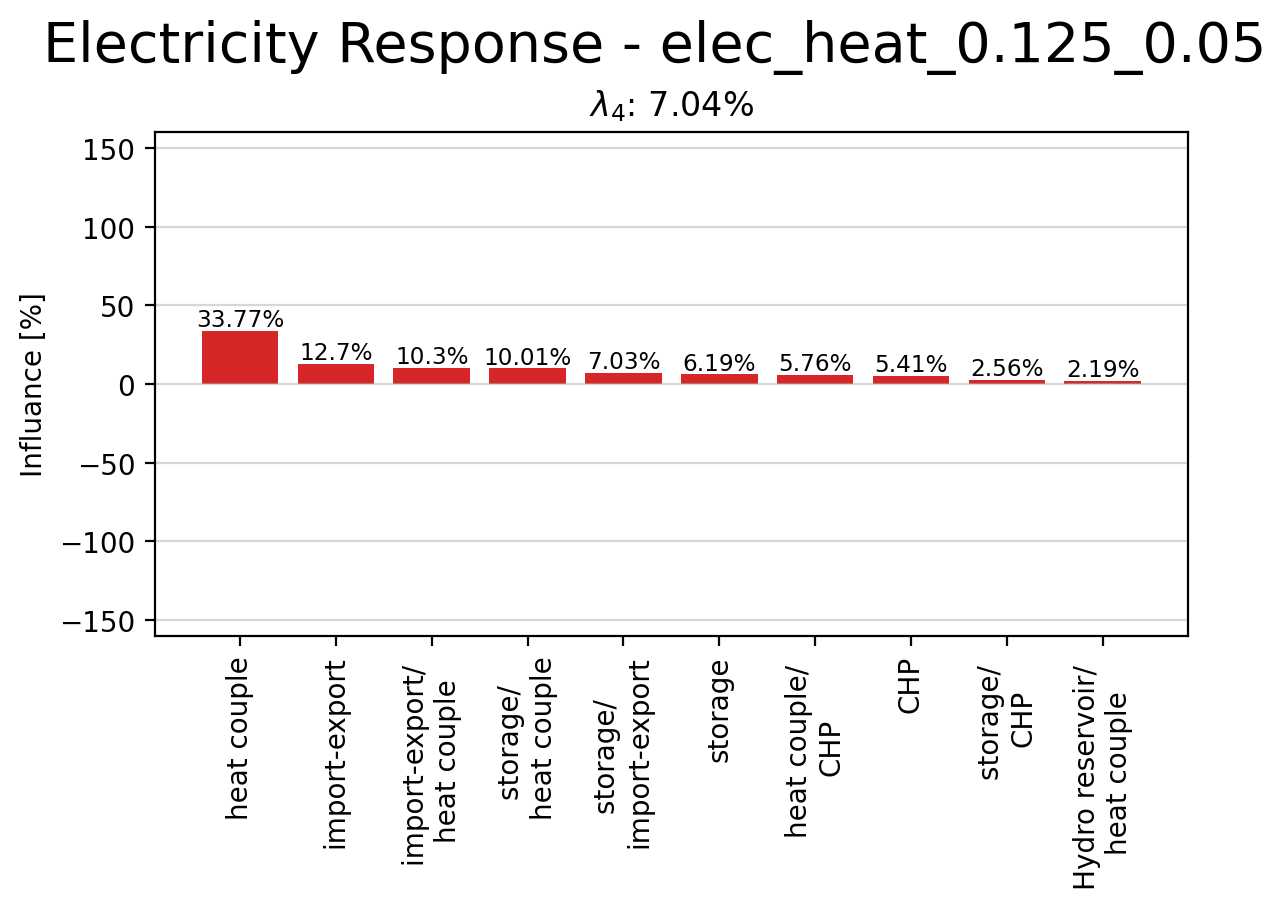 Electricity Response - elec_heat_0.125_0.05
λ4: 7.04%
Influance [%]
150
100
50
0
−50
−100
−150
33.77%
12.7%
10.3%
10.01%
7.03%
6.19%
5.76%
5.41%
2.56%
2.19%
heat couple
import-export
import-export/
heat couple
storage/
heat couple
storage/
import-export
storage
heat couple/
CHP
CHP
storage/
CHP
Hydro reservoir/
heat couple